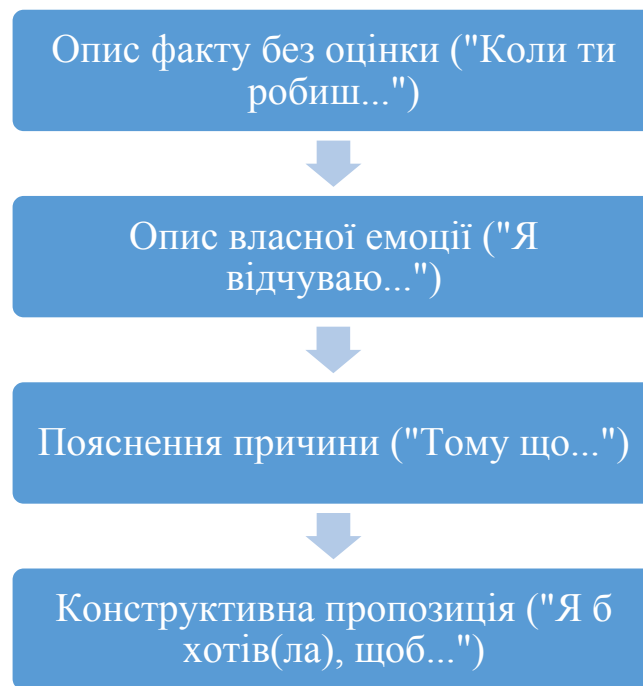 Опис факту без оцінки ("Коли ти
робиш...")
Опис власної емоції ("Я
відчуваю...")
Пояснення причини ("Тому що...")
Конструктивна пропозиція ("Я б
хотів(ла), щоб...")